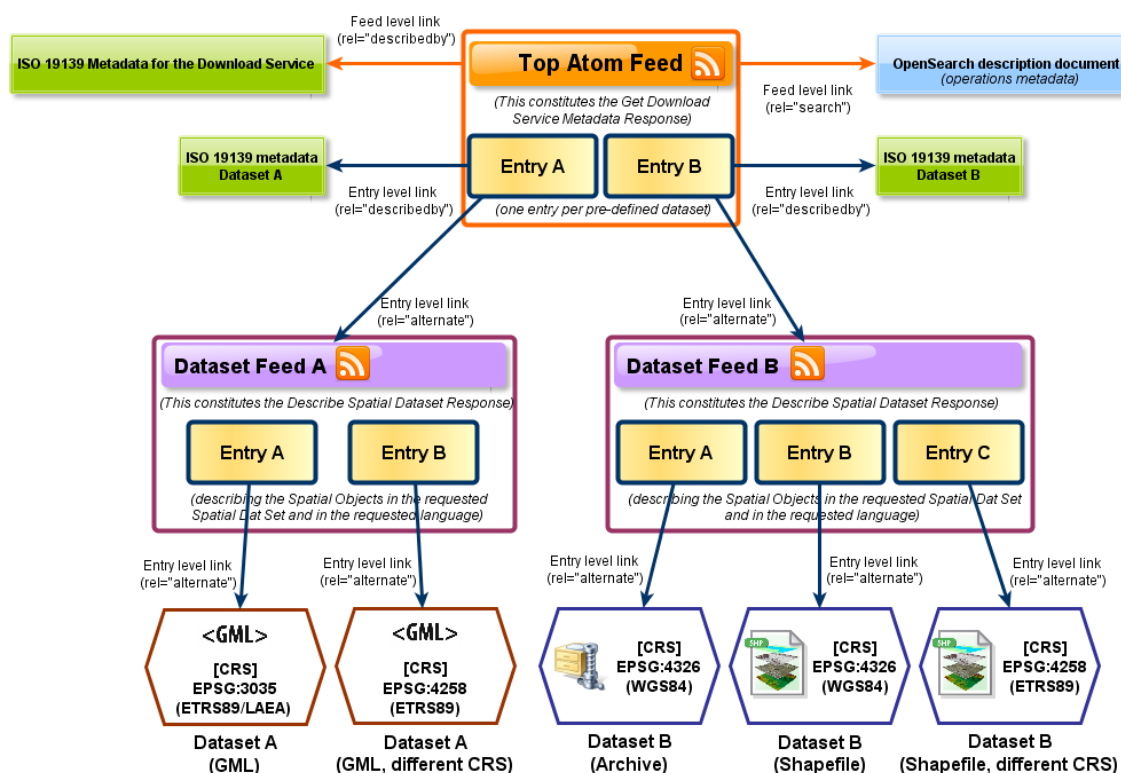 Feed level link
(rel="describedby")
ISO 19139 Metadata for the Download Service
Top Atom Feed
OpenSearch description document
(operations metadata)
Feed level link
(rel="search")
(This constitutes the Get Download
Service Metadata Response)
ISO 19139 metadata
Dataset A
Entry A
Entry B
ISO 19139 metadata
Dataset B
Entry level link
(rel="describedby")
(one entry per pre-defined dataset)
Entry level link
(rel="describedby")
Entry level link
(rel="alternate")
Entry level link
(rel="alternate")
Dataset Feed A
(This constitutes the Describe Spatial Dataset Response)
Entry A
Entry B
(describing the Spatial Objects in the requested
Spatial Dat Set and in the requested language)
Dataset Feed B
(This constitutes the Describe Spatial Dataset Response)
Entry A
Entry B
Entry C
(describing the Spatial Objects in the requested Spatial Dat Set
and in the requested language)
Entry level link
(rel="alternate")
Entry level link
(rel="alternate")
Entry level link
(rel="alternate")
Entry level link
(rel="alternate")
Entry level link
(rel="alternate")
<GML>
[CRS]
EPSG:3035
(ETRS89/LAEA)
Dataset A
(GML)
<GML>
[CRS]
EPSG:4258
(ETRS89)
Dataset A
(GML, different CRS)
[CRS]
EPSG:4326
(WGS84)
Dataset B
(Archive)
SHP
[CRS]
EPSG:4326
(WGS84)
Dataset B
(Shapefile)
SHP
[CRS]
EPSG:4258
(ETRS89)
Dataset B
(Shapefile, different CRS)